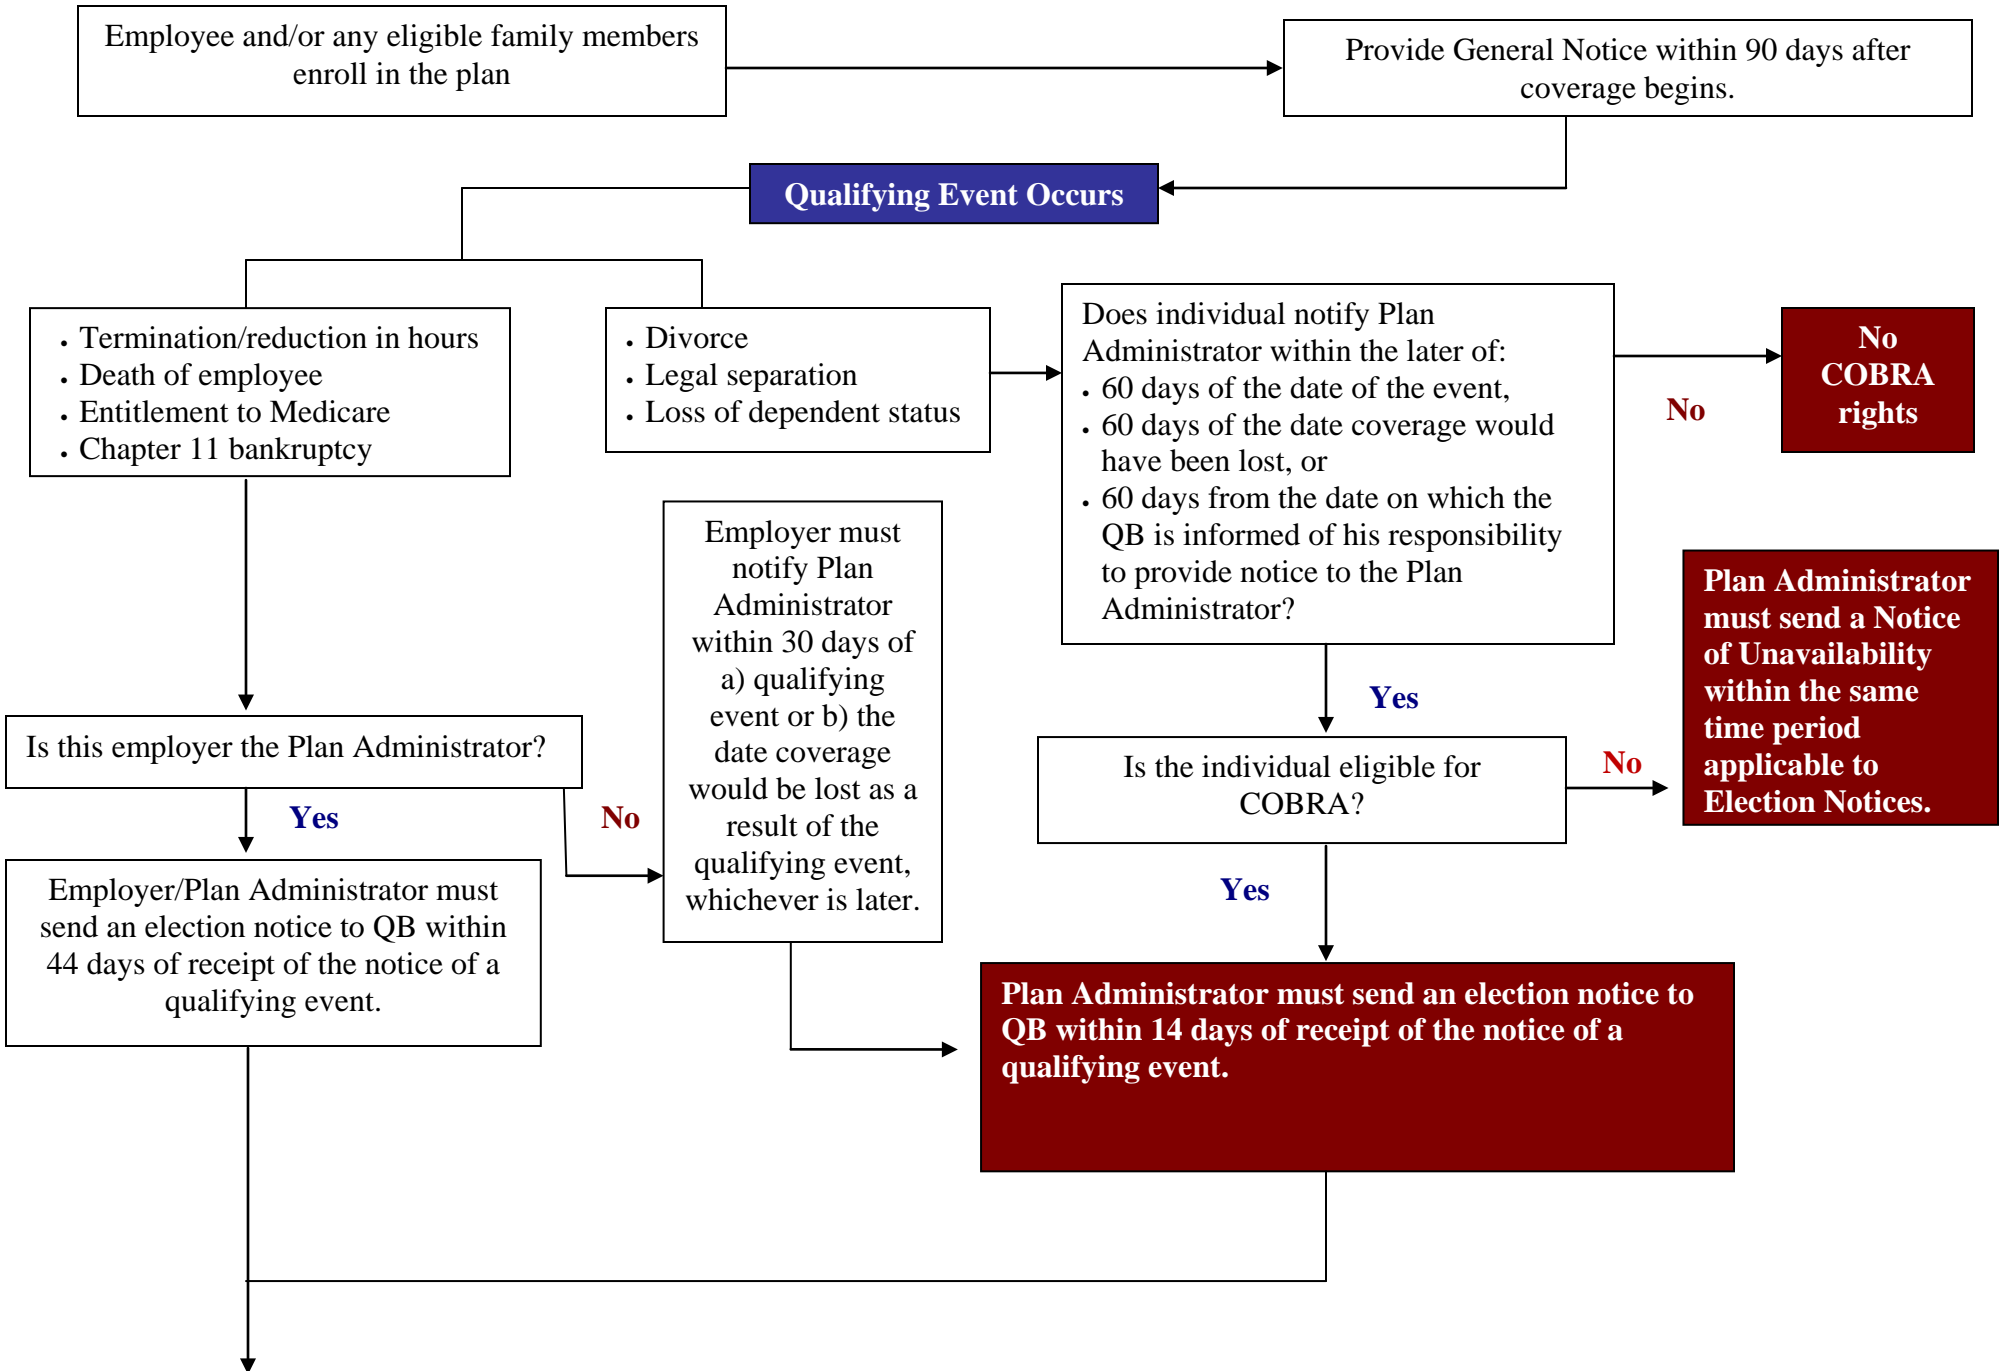 Employee and/or any eligible family members
enroll in the plan
Provide General Notice within 90 days after
coverage begins.
Qualifying Event Occurs
• Termination/reduction in hours
• Death of employee
• Entitlement to Medicare
• Chapter 11 bankruptcy
• Divorce
• Legal separation
• Loss of dependent status
Does individual notify Plan
Administrator within the later of:
• 60 days of the date of the event,
• 60 days of the date coverage would
have been lost, or
• 60 days from the date on which the
QB is informed of his responsibility
to provide notice to the Plan
Administrator?
No
No
COBRA
rights
Employer must
notify Plan
Administrator
within 30 days of
a) qualifying
event or b) the
date coverage
would be lost as a
result of the
qualifying event,
whichever is later.
Plan Administrator
must send a Notice
of Unavailability
within the same
time period
applicable to
Election Notices.
Yes
Is this employer the Plan Administrator?
Is the individual eligible for
COBRA?
No
Yes
No
Employer/Plan Administrator must
send an election notice to QB within
44 days of receipt of the notice of a
qualifying event.
Yes
Plan Administrator must send an election notice to
QB within 14 days of receipt of the notice of a
qualifying event.